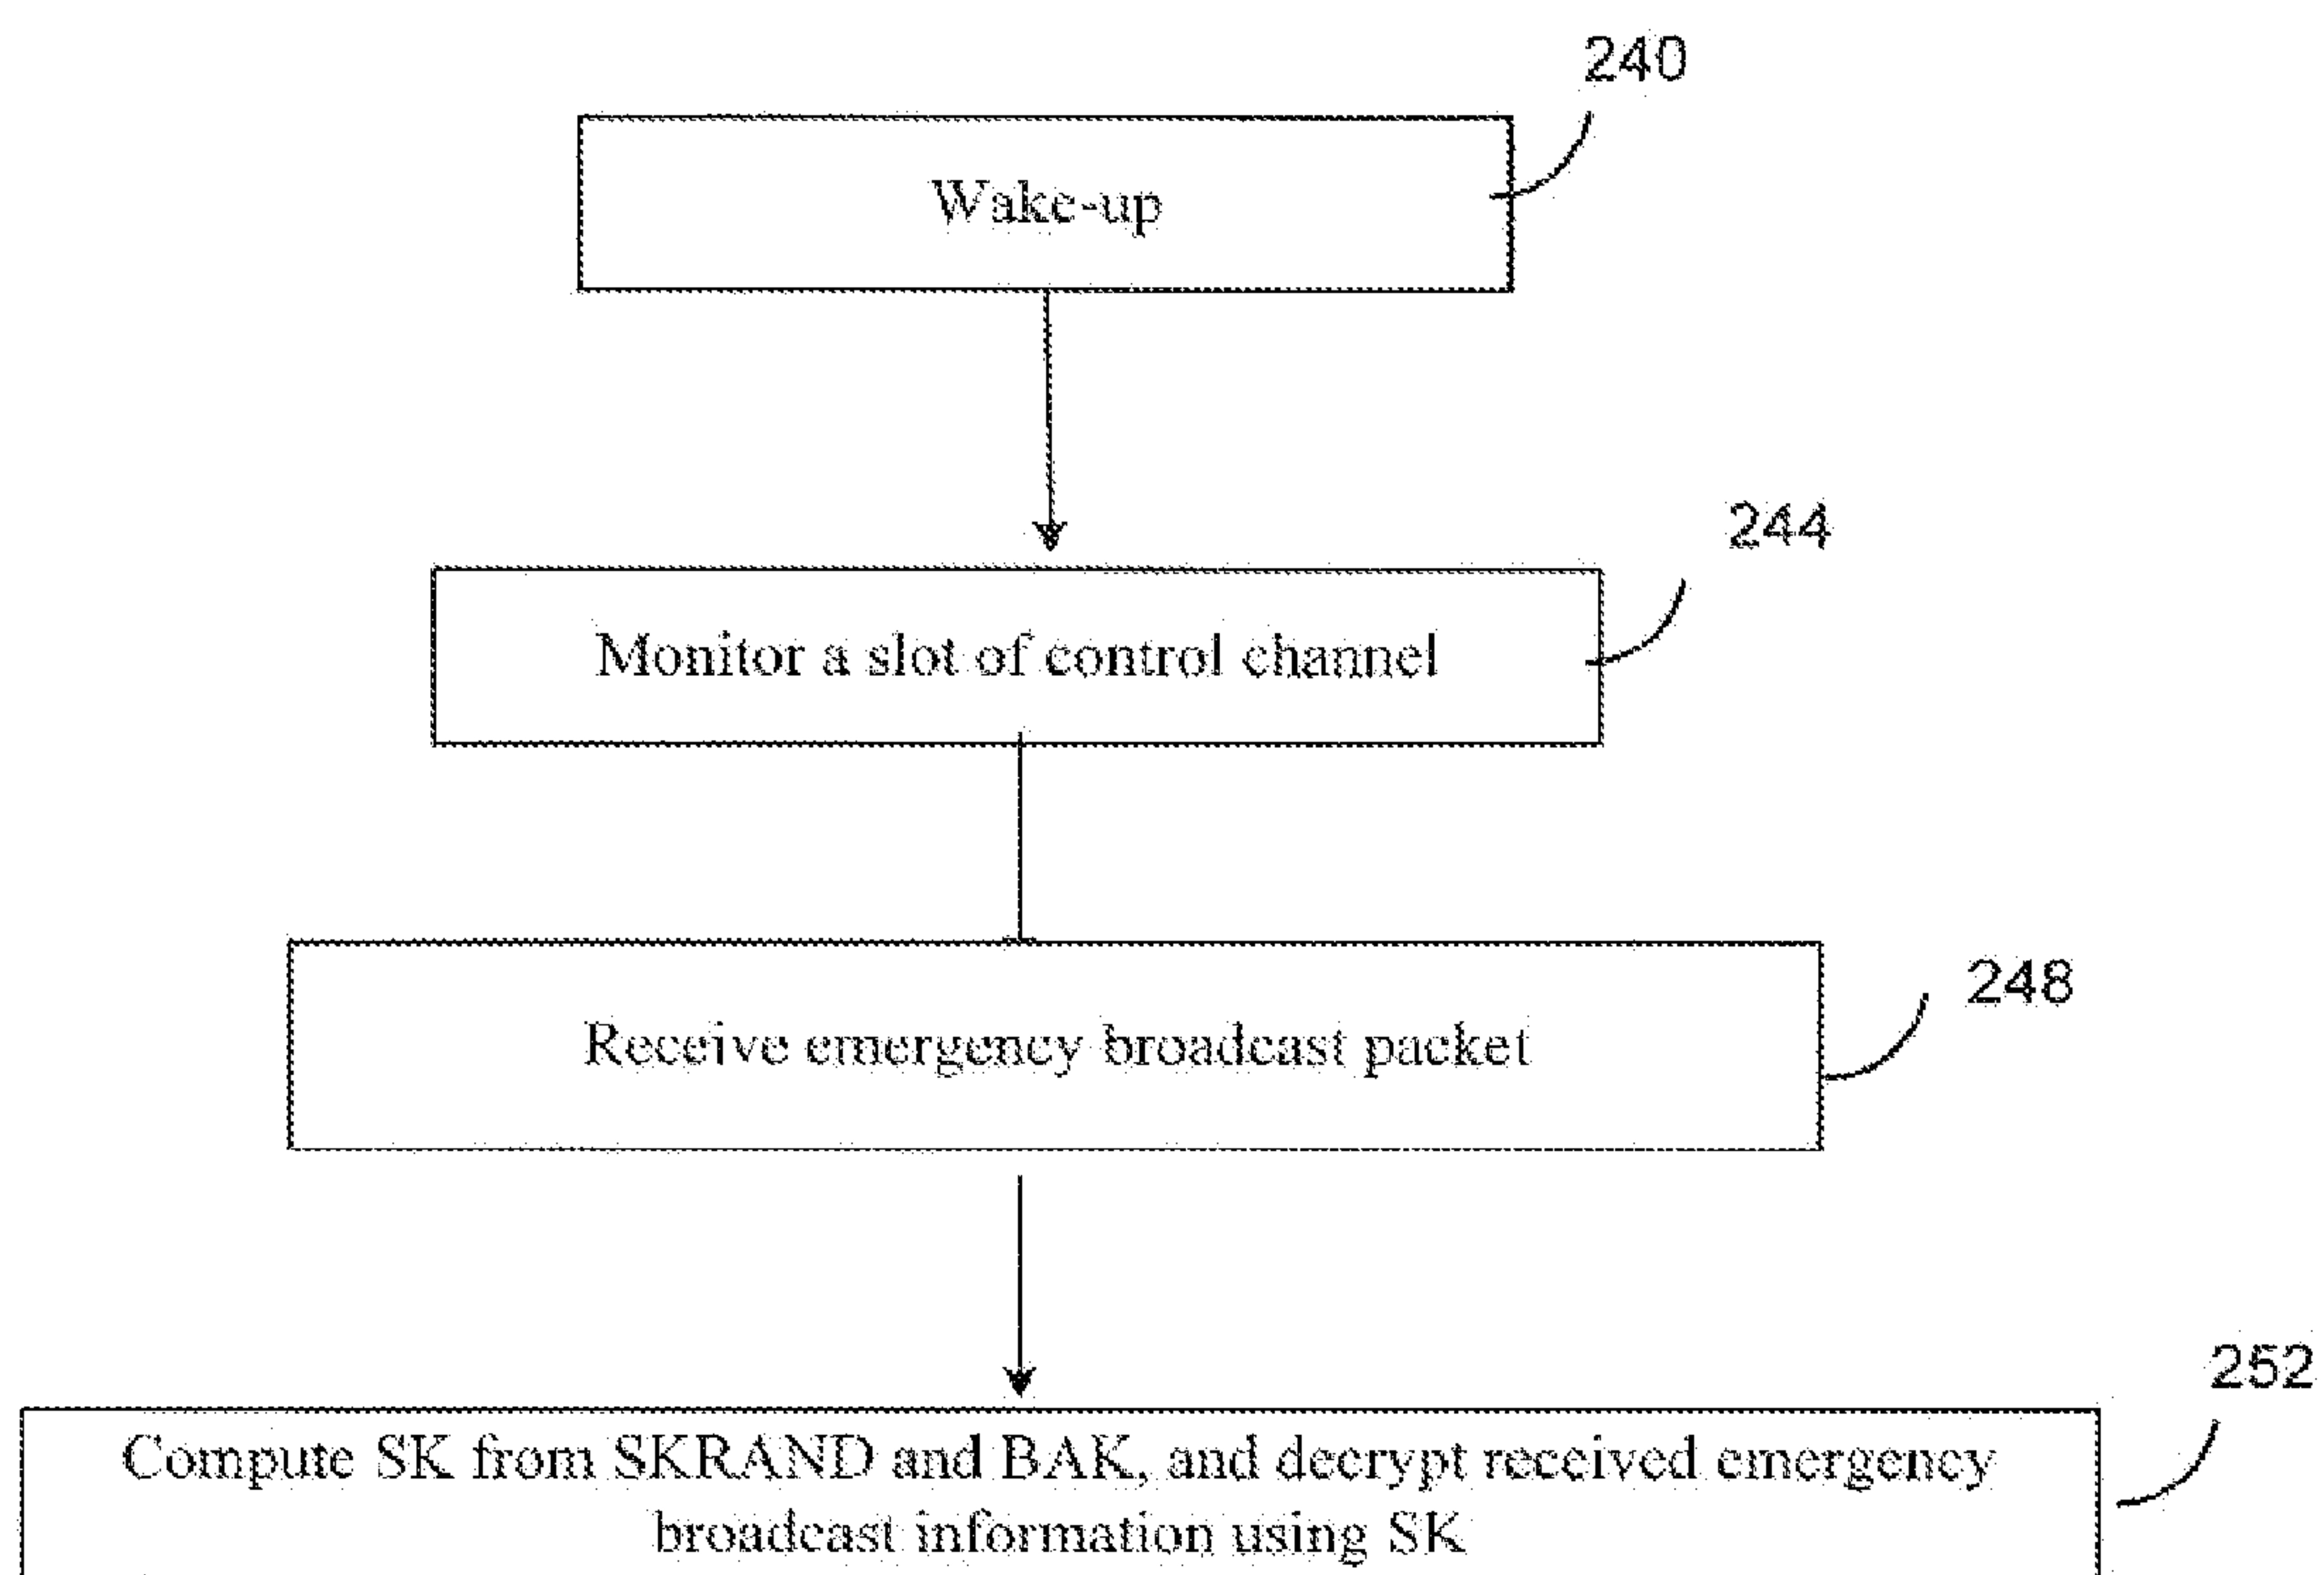 240
Wake-up
244
Monitor a slot of control channel
248
Receive emergency broadcast packet
252
Compute SK from SKRAND and BAK, and decrypt received emergency
broadcast information using SK